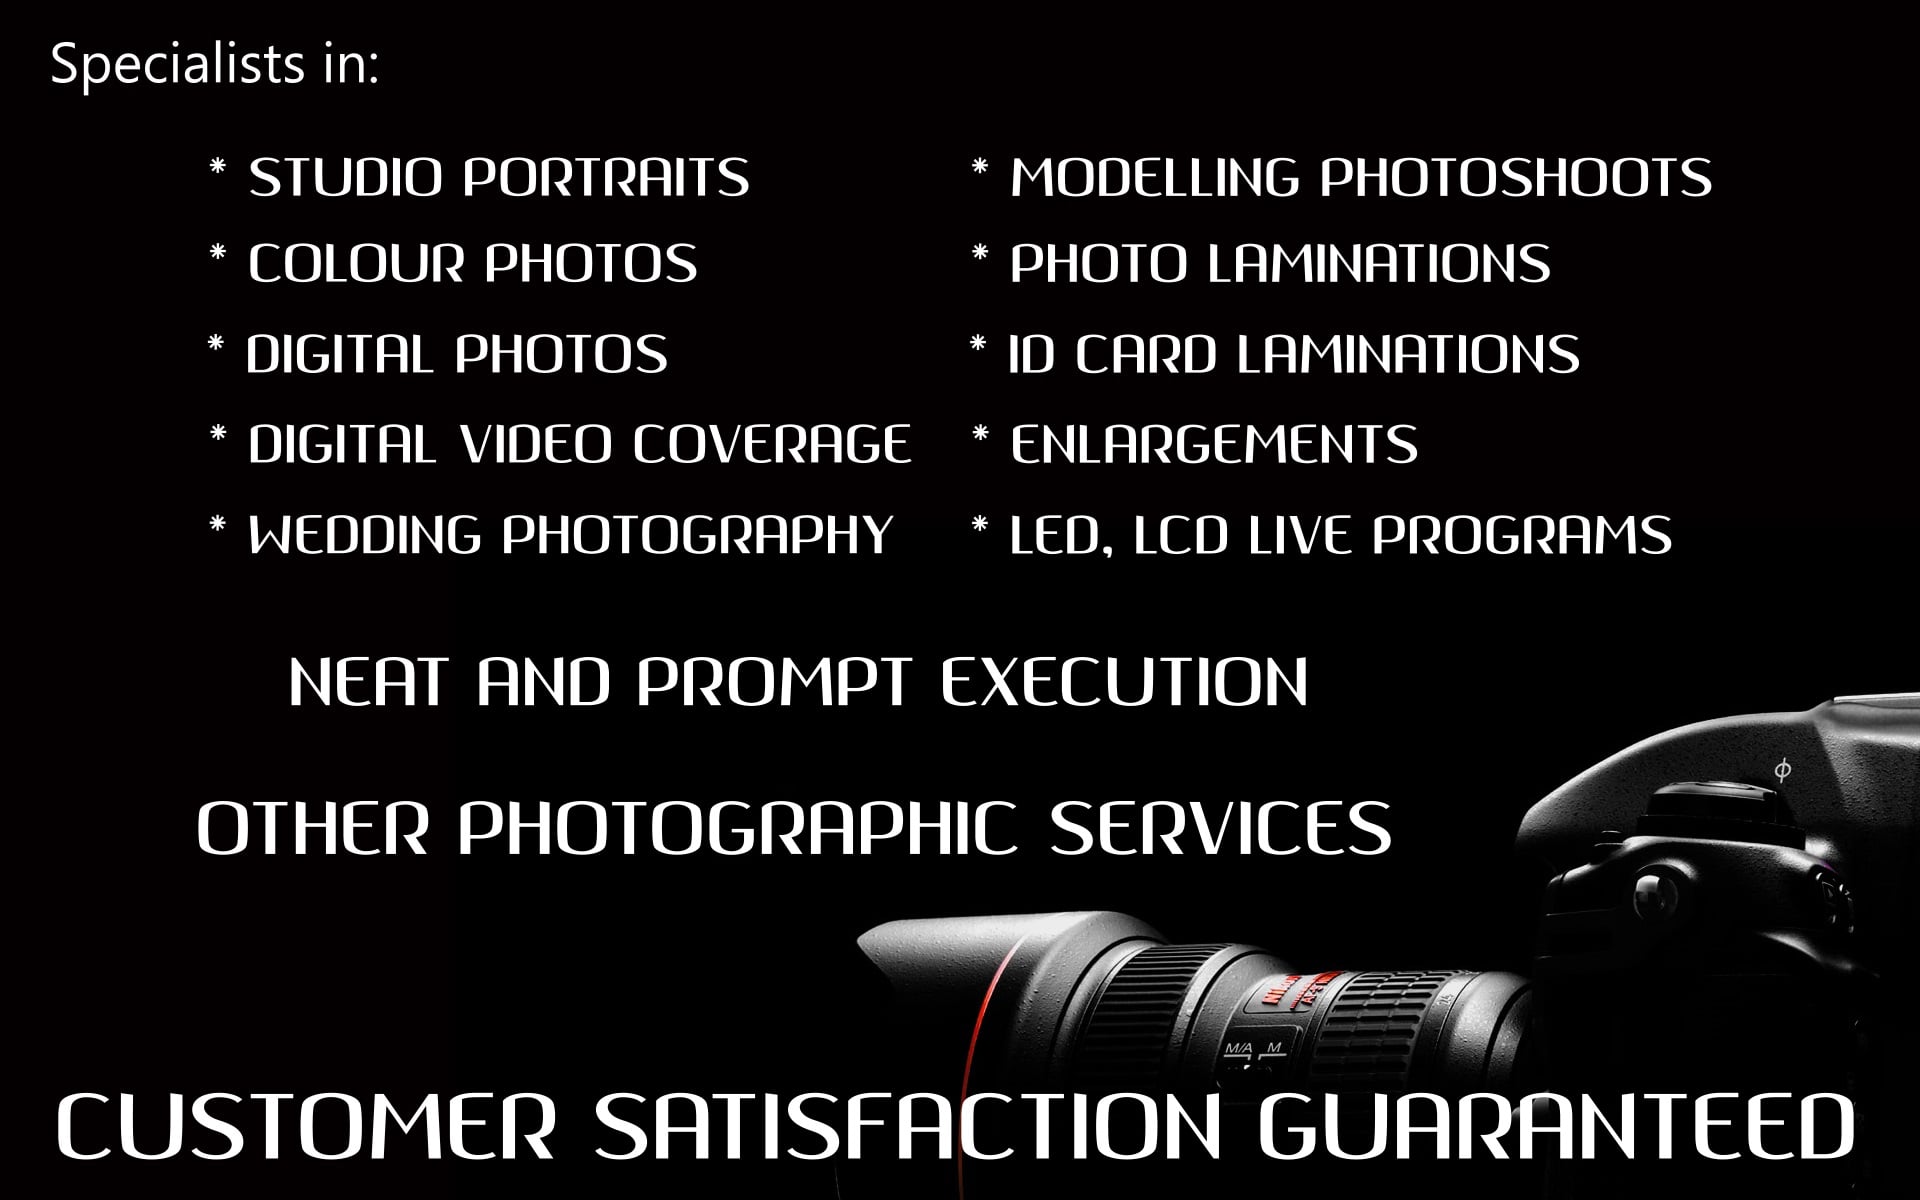 Specialists in:
* STUDIO PORTRAITS
* COLOUR PHOTOS
* DIGITAL PHOTOS
* DIGITAL VIDEO COVERAGE
* WEDDING PHOTOGRAPHY
* MODELLING PHOTOSHOOTS
* PHOTO LAMINATIONS
* ID CARD LAMINATIONS
* ENLARGEMENTS
* LED, LCD LIVE PROGRAMS
NEAT AND PROMPT EXECUTION
OTHER PHOTOGRAPHIC SERVICES
M/A M
CUSTOMER SATISFACTION GUARANTEED